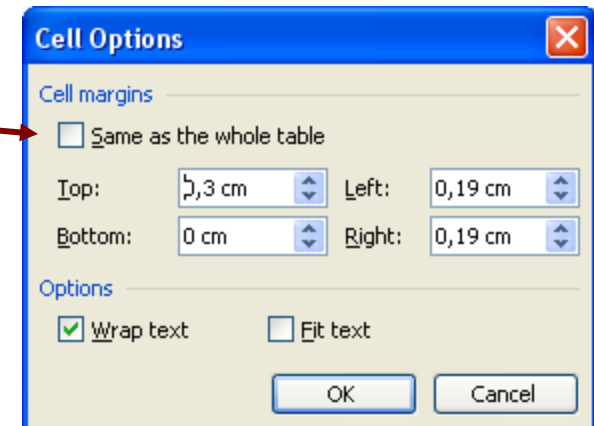 Cell Options
Cell margins
Same as the whole table
Top: 0,3 cm Left: 0,19 cm
Bottom: 0 cm Right: 0,19 cm
Options
Wrap text Fit text
OK Cancel